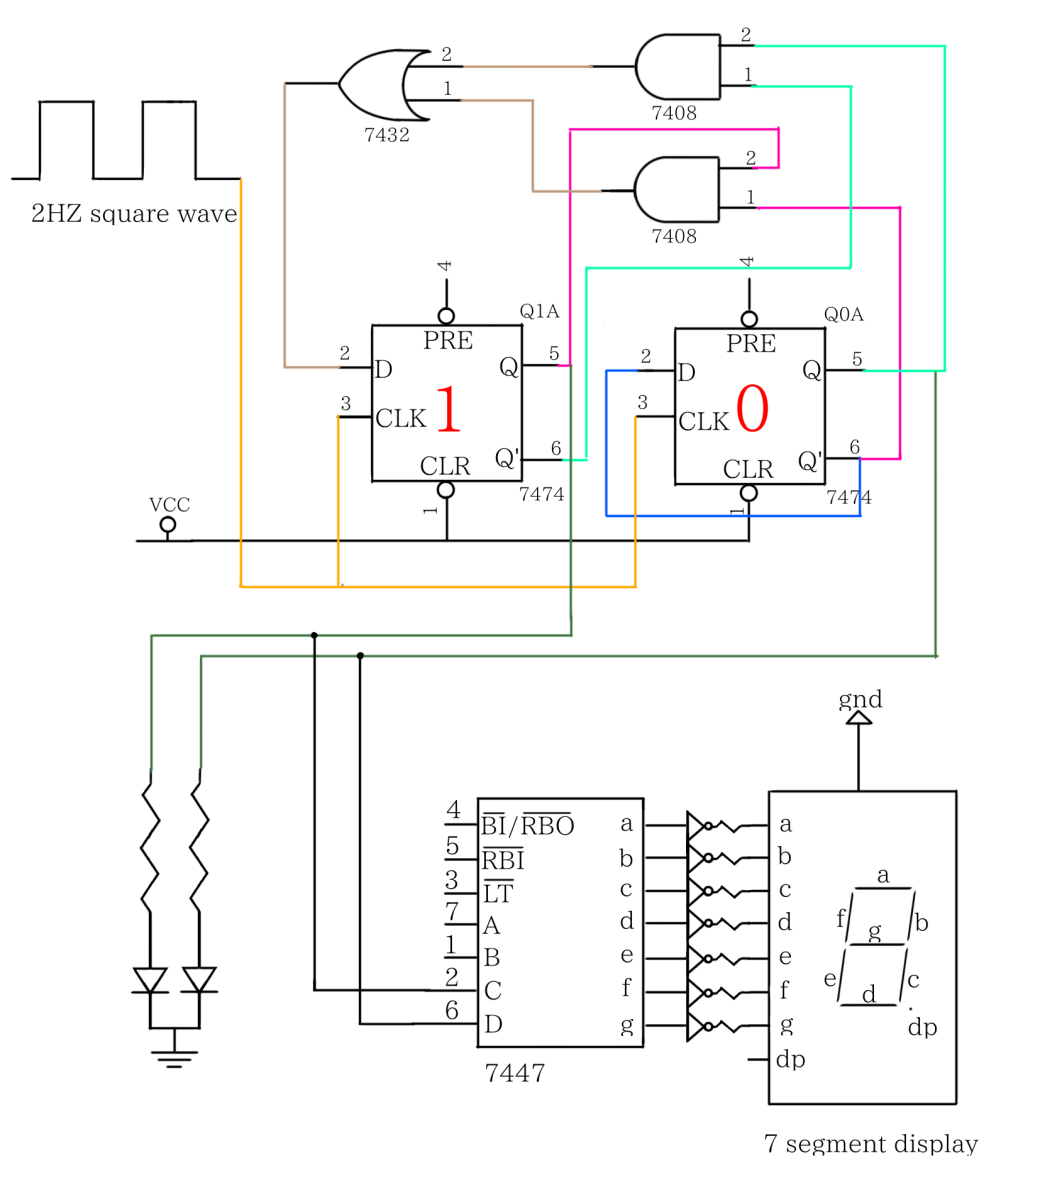 2
1
7432
2
1
7408
2
1
7408
2HZ square wave
4
4
Q1A
Q0A
PRE
PRE
2
D
Q
5
2
D
Q
5
3
CLK
1
3
CLK
0
CLR
Q'
6
CLR
Q'
6
1
7474
1
7474
VCC
gnd
4
BI/RBO
a
a
5
RBI
b
b
3
LT
c
c
7
A
d
d
1
B
e
e
2
C
f
f
6
D
g
g
dp
a
f
b
g
e
c
d
dp
7447
7 segment display